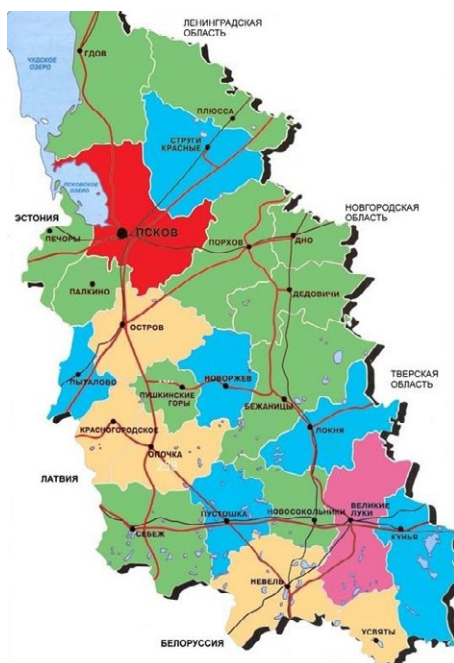 ЛЕНИНГРАДСКАЯ
ОБЛАСТЬ
ЧУДСКОЕ
ОЗЕРО
ГДОВ
ПЛЮССА
СТРУГИ
КРАСНЫЕ
ПСКОВСКОЕ
ОЗЕРО
НОВГОРОДСКАЯ
ОБЛАСТЬ
ЭСТОНИЯ
ПСКОВ
ПЕЧОРЫ
ПОРХОВ
ДНО
ПАЛКИНО
ДЕДОВИЧИ
ОСТРОВ
ТВЕРСКАЯ
ОБЛАСТЬ
ПЫТАЛОВО
НОВОРЖЕВ
ПУШКИНСКИЕ
ГОРЫ
БЕЖАНИЦЫ
КРАСНОГОРОДСКОЕ
ЛОКНЯ
ОПОЧКА
ЛАТВИЯ
ПУСТОШКА
НОВОСОКОЛЬНИКИ
ВЕЛИКИЕ
ЛУКИ
СЕБЕЖ
КУНЬЯ
НЕВЕЛЬ
УСВЯТЫ
БЕЛОРУССИЯ